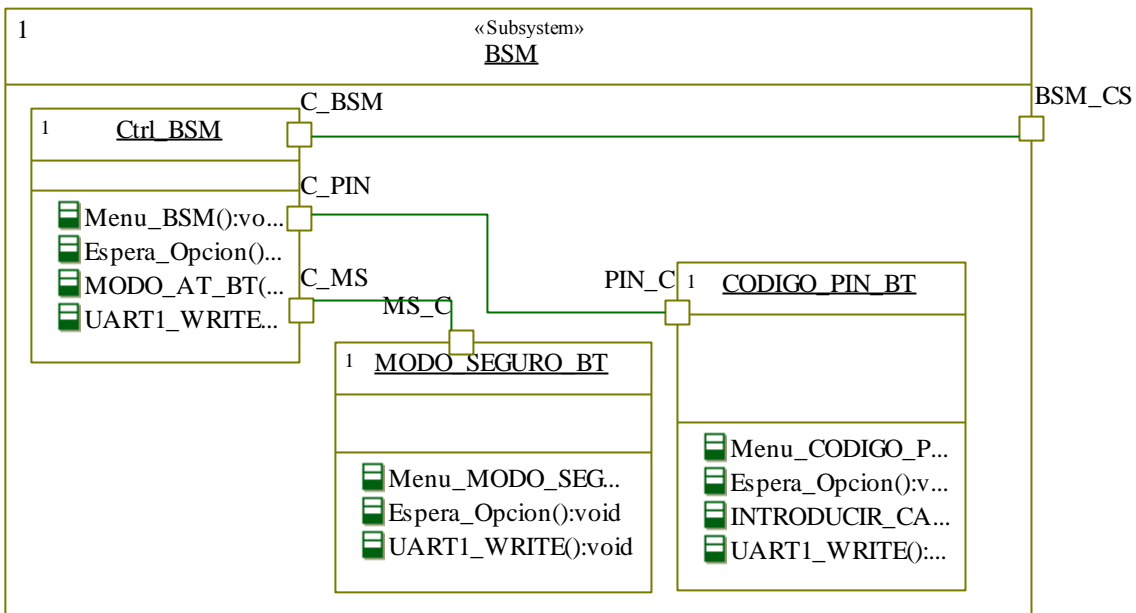 1
«Subsystem»
BSM
BSM_CS
C_BSM
1
Ctrl_BSM
C_PIN
Menu_BSM():vo...
Espera_Opcion()...
MODO_AT_BT(...
UART1_WRITE...
C_MS
MS_C
PIN_C
1
CODIGO_PIN_BT
1
MODO_SEGURO_BT
Menu_CODIGO_P...
Espera_Opcion():v...
INTRODUCIR_CA...
UART1_WRITE():...
Menu_MODO_SEG...
Espera_Opcion():void
UART1_WRITE():void